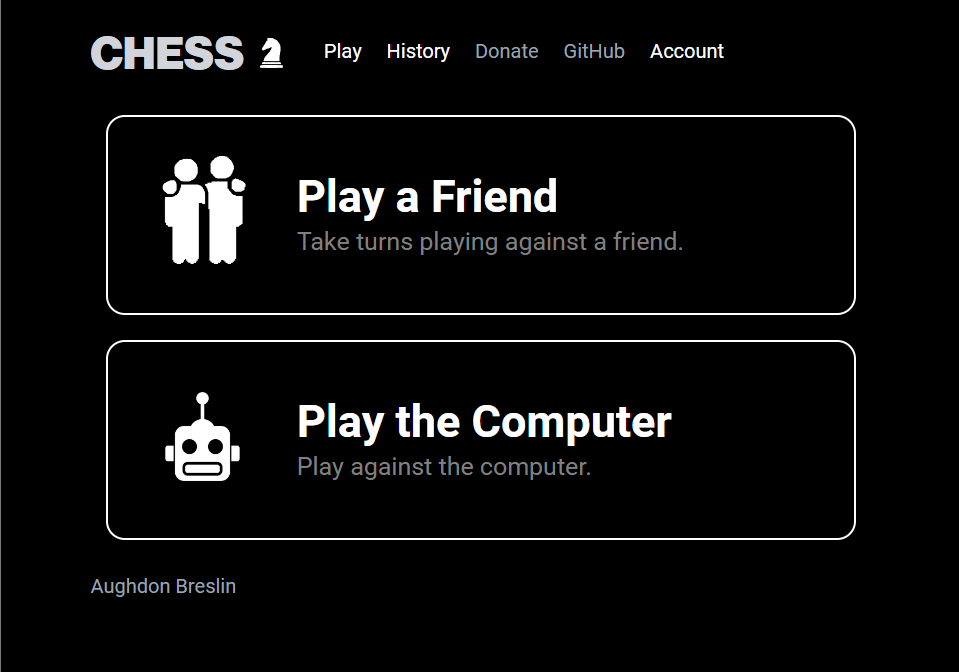 CHESS Play History Donate GitHub Account
Play a Friend
Take turns playing against a friend.
Play the Computer
Play against the computer.
Aughdon Breslin